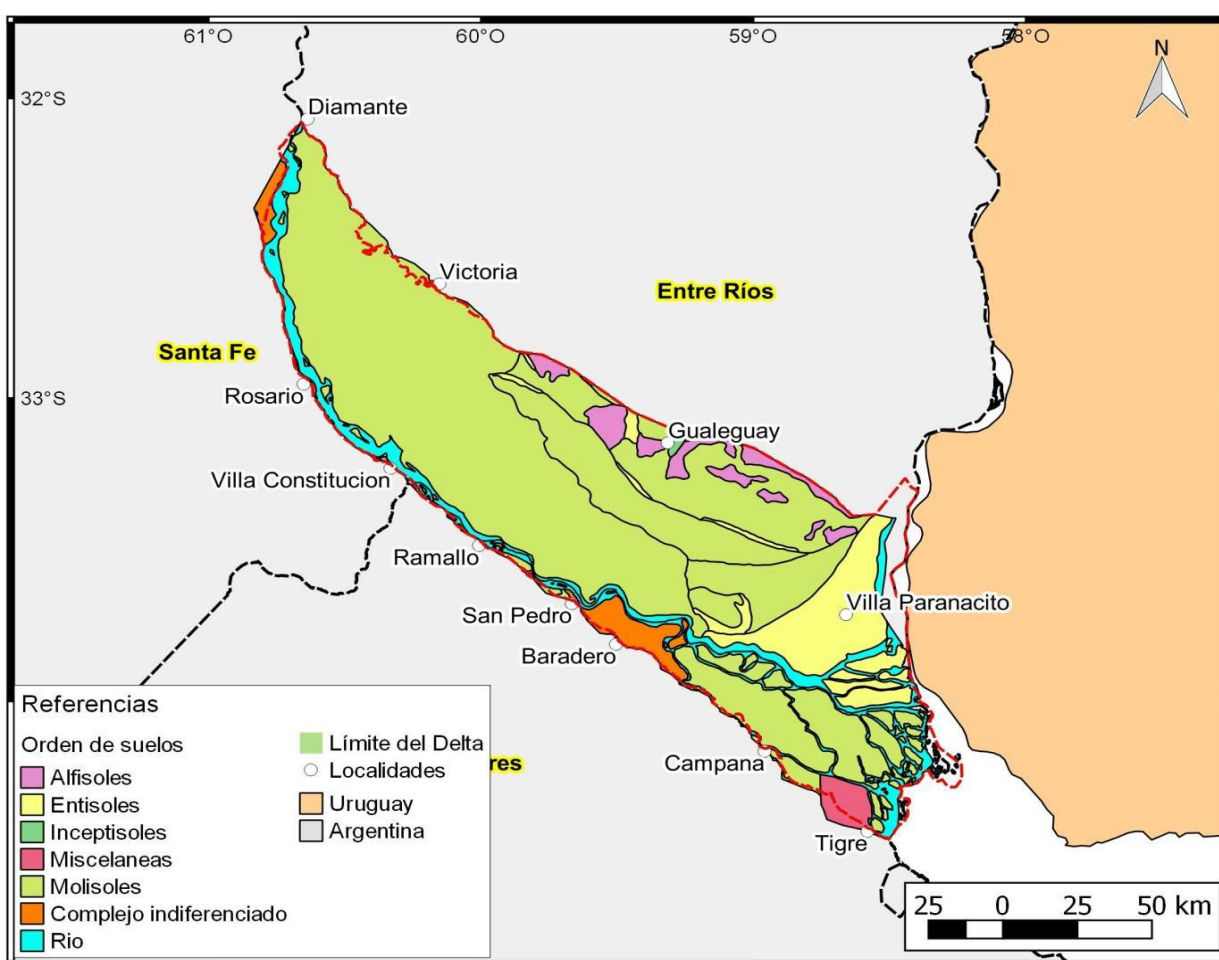 61°O
60°O
59°O
58°O
N
32°S
Diamante
Victoria
Entre Ríos
Santa Fe
Rosario
33°S
Gualeguay
Villa Constitucion
Ramallo
San Pedro
Villa Paranacito
Baradero
Campana
res
Tigre
Referencias
Orden de suelos
Alfisoles
Entisoles
Inceptisoles
Miscelaneas
Molisoles
Complejo indiferenciado
Rio
Límite del Delta
Localidades
Uruguay
Argentina
25 0 25 50 km